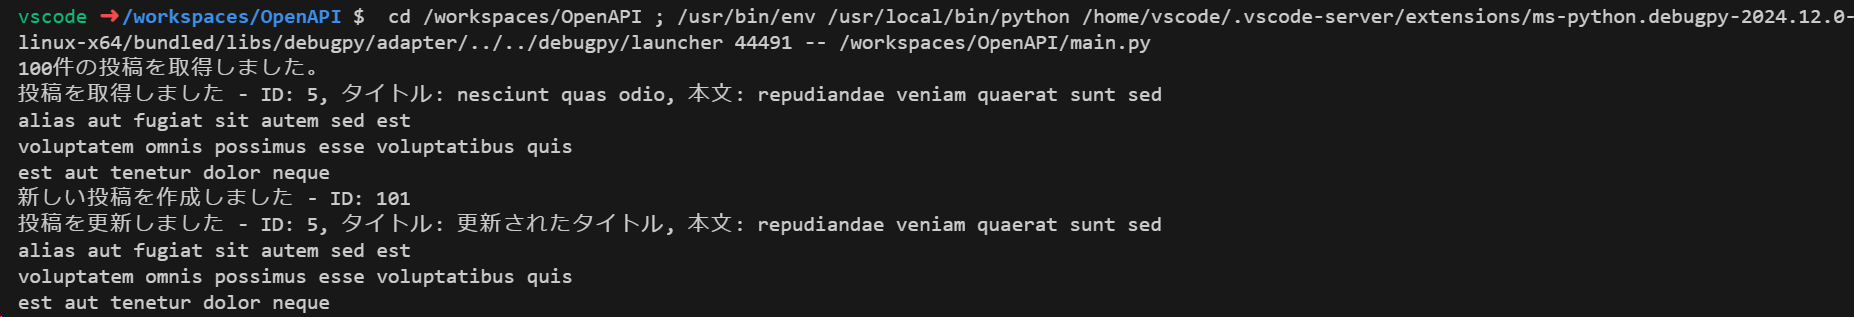 vscode ➜ /workspaces/OpenAPI $  cd /workspaces/OpenAPI ; /usr/bin/env /usr/local/bin/python /home/vscode/.vscode-server/extensions/ms-python.debugpy-2024.12.0-
linux-x64/bundled/libs/debugpy/adapter/../../debugpy/launcher 44491 -- /workspaces/OpenAPI/main.py
100件の投稿を取得しました。
投稿を取得しました - ID: 5, タイトル: nesciunt quas odio, 本文: repudiandae veniam quaerat sunt sed
alias aut fugiat sit autem sed est
voluptatem omnis possimus esse voluptatibus quis
est aut tenetur dolor neque
新しい投稿を作成しました - ID: 101
投稿を更新しました - ID: 5, タイトル: 更新されたタイトル, 本文: repudiandae veniam quaerat sunt sed
alias aut fugiat sit autem sed est
voluptatem omnis possimus esse voluptatibus quis
est aut tenetur dolor neque